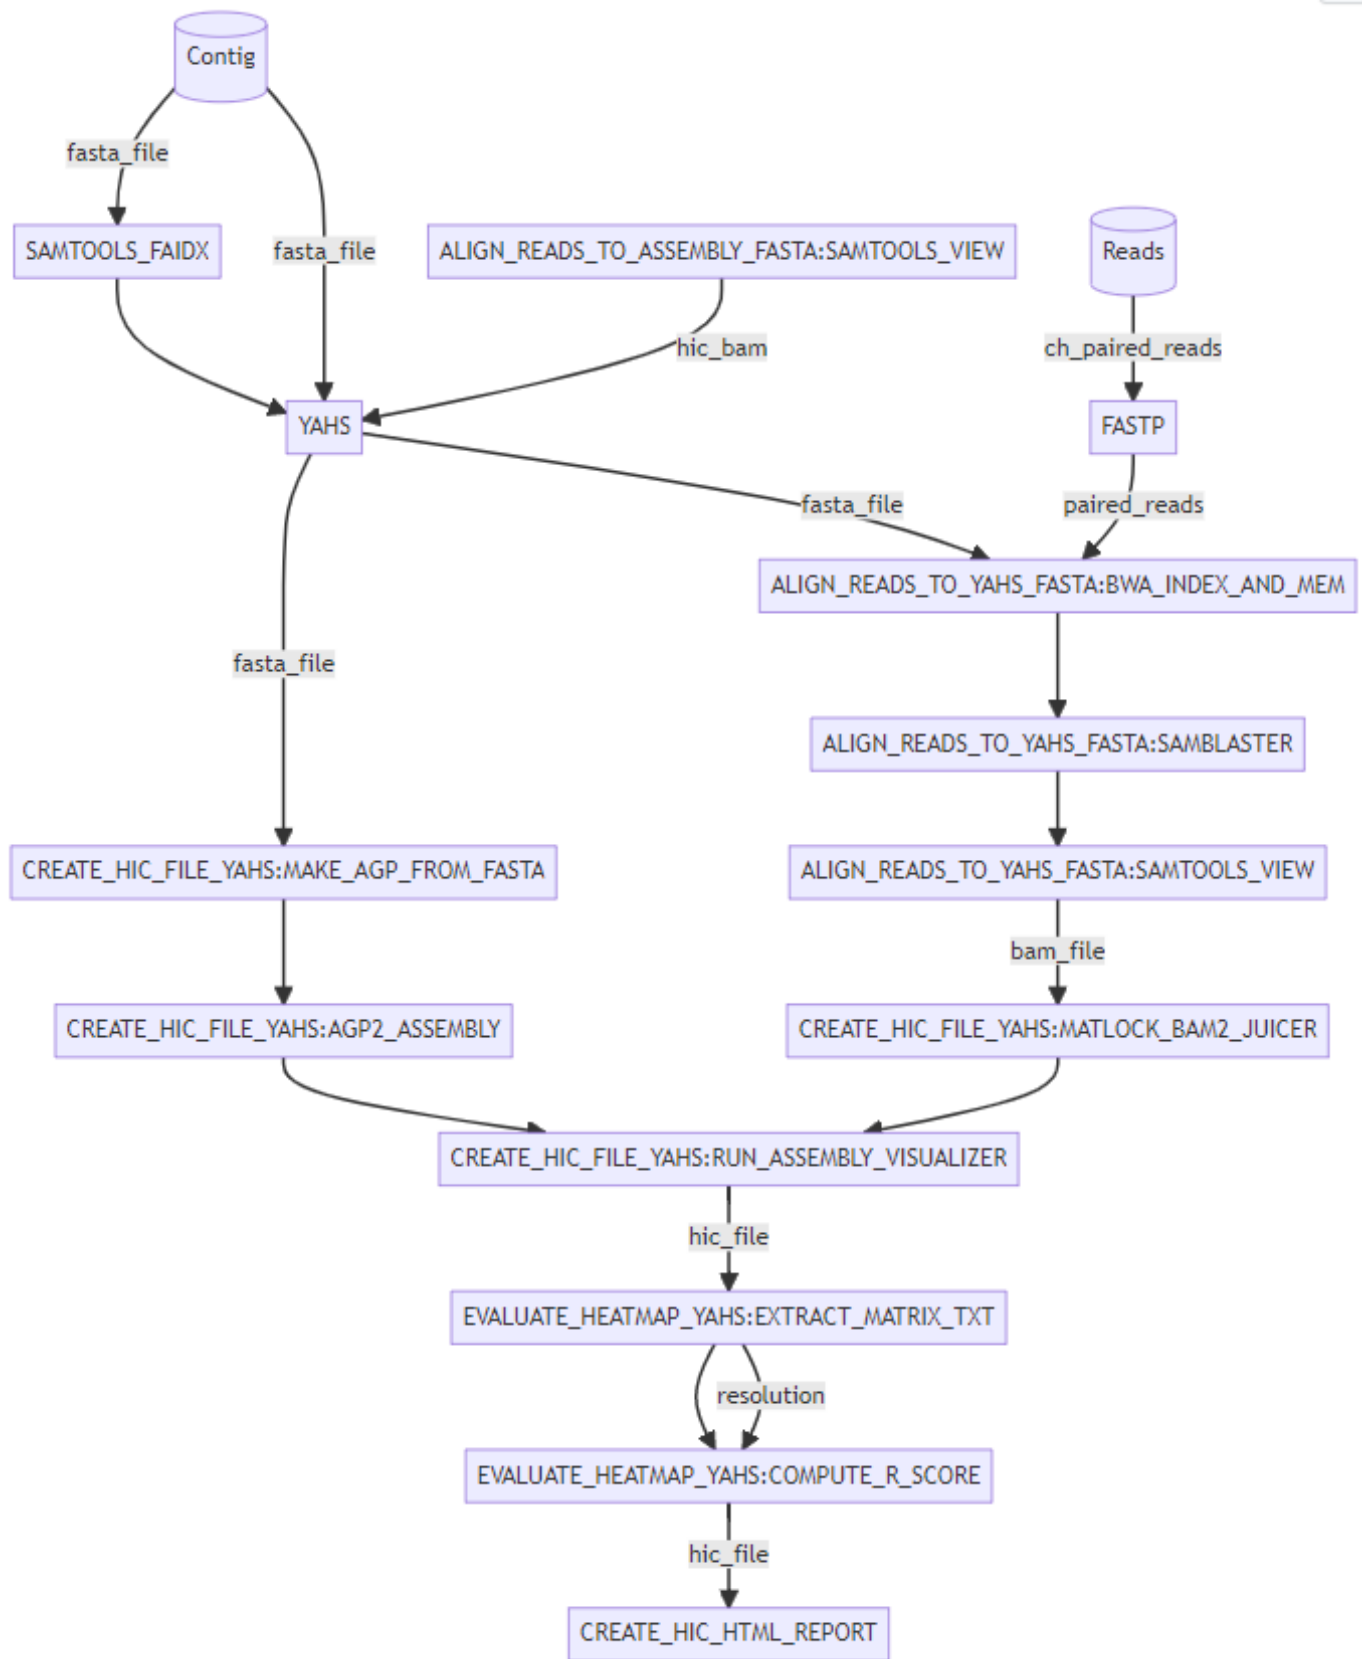 Contig
fasta_file
SAMTOOLS_FAIDX
fasta_file
ALIGN_READS_TO_ASSEMBLY_FASTA:SAMTOOLS_VIEW
Reads
hic_bam
ch_paired_reads
YAHS
FASTP
fasta_file
paired_reads
ALIGN_READS_TO_YAHS_FASTA:BWA_INDEX_AND_MEM
fasta_file
ALIGN_READS_TO_YAHS_FASTA:SAMBLASTER
CREATE_HIC_FILE_YAHS:MAKE_AGP_FROM_FASTA
ALIGN_READS_TO_YAHS_FASTA:SAMTOOLS_VIEW
bam_file
CREATE_HIC_FILE_YAHS:AGP2_ASSEMBLY
CREATE_HIC_FILE_YAHS:MATLOCK_BAM2_JUICER
CREATE_HIC_FILE_YAHS:RUN_ASSEMBLY_VISUALIZER
hic_file
EVALUATE_HEATMAP_YAHS:EXTRACT_MATRIX_TXT
resolution
EVALUATE_HEATMAP_YAHS:COMPUTE_R_SCORE
hic_file
CREATE_HIC_HTML_REPORT